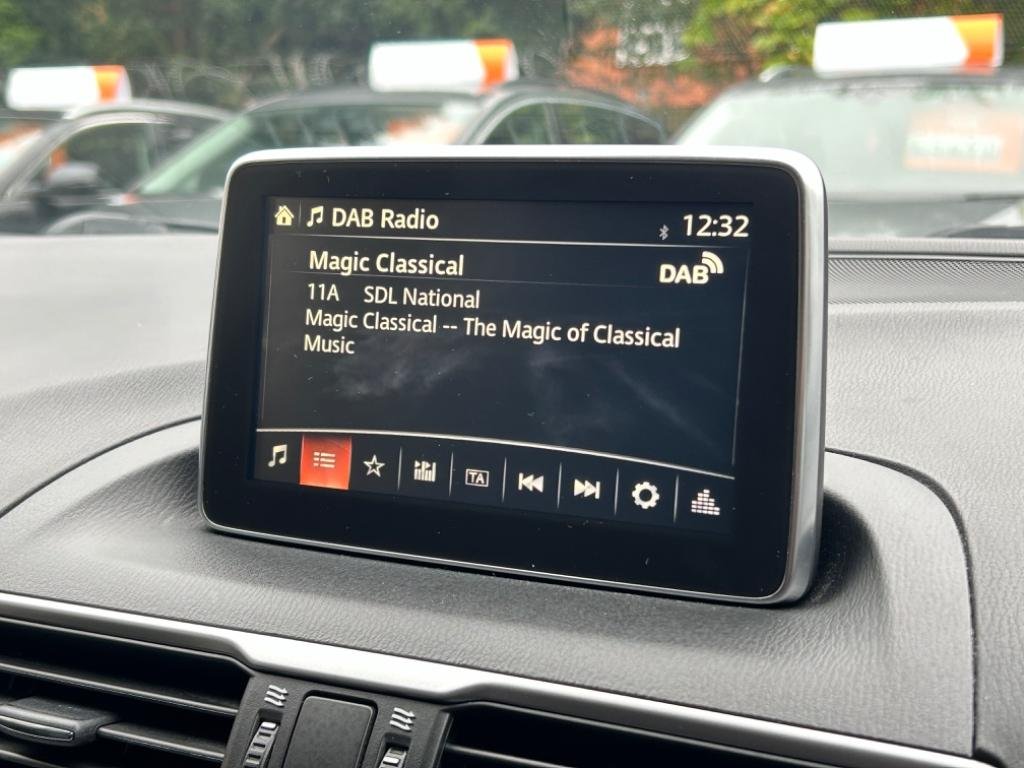 DAB Radio
12:32
Magic Classical
DAB
11A SDL National
Magic Classical -- The Magic of Classical
Music
TA